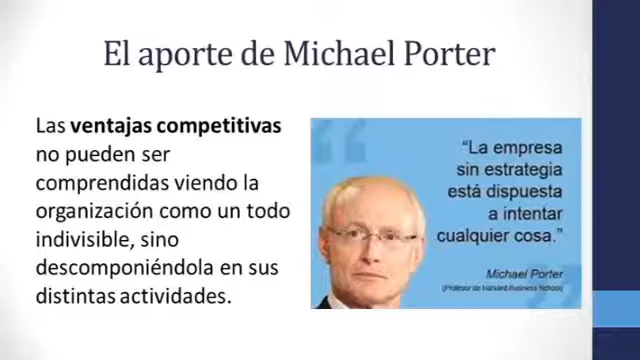 El aporte de Michael Porter
Las ventajas competitivas
no pueden ser
comprendidas viendo la
organización como un todo
indivisible, sino
descomponiéndola en sus
distintas actividades.
“La empresa
sin estrategia
está dispuesta
a intentar
cualquier cosa.”
Michael Porter
(Profesor de Harvard Business School)